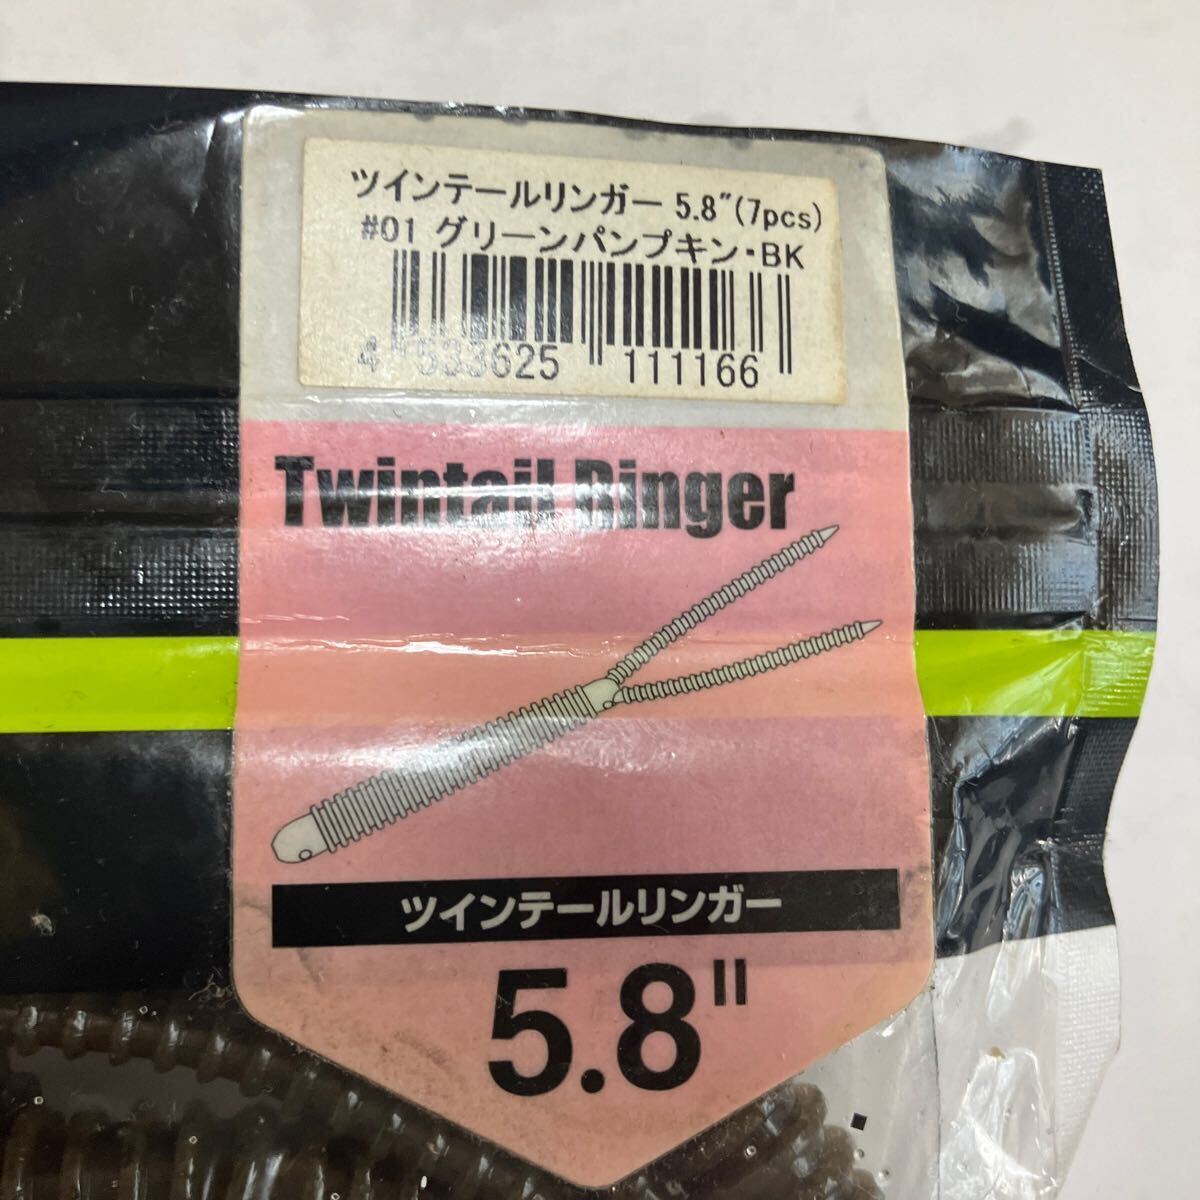 ツインテールリンガー 5.8"(7pcs)
#01 グリーンパンプキン・BK
4 533625 111166
Twintail Ringer
ツインテールリンガー
5.8"